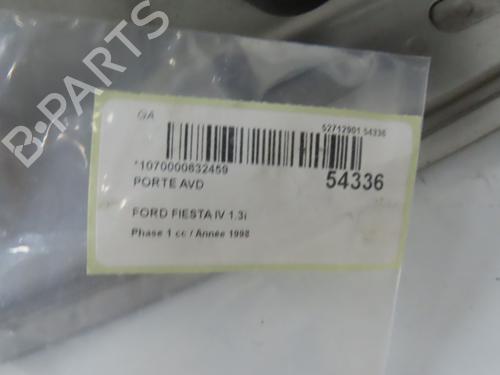 B-PARTS
GA
52712901 54336
*1070000632459
54336
PORTE AVD
FORD FIESTA IV 1.3i
Phase 1 cc / Année 1998